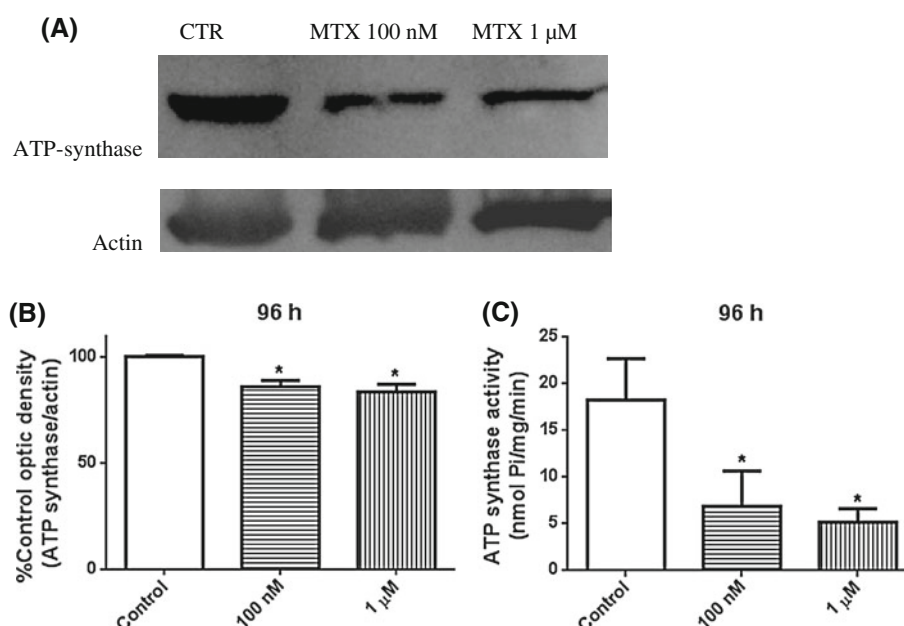 (A)
CTR MTX 100 nM MTX 1 µM
ATP-synthase
Actin
(B)
96 h
%Control optic density
(ATP synthase/actin)
100
50
0
* *
Control 100 nM 1 µM
(C)
96 h
ATP synthase activity
(nmol Pi/mg/min)
25
20
15
10
5
0
* *
Control 100 nM 1 µM